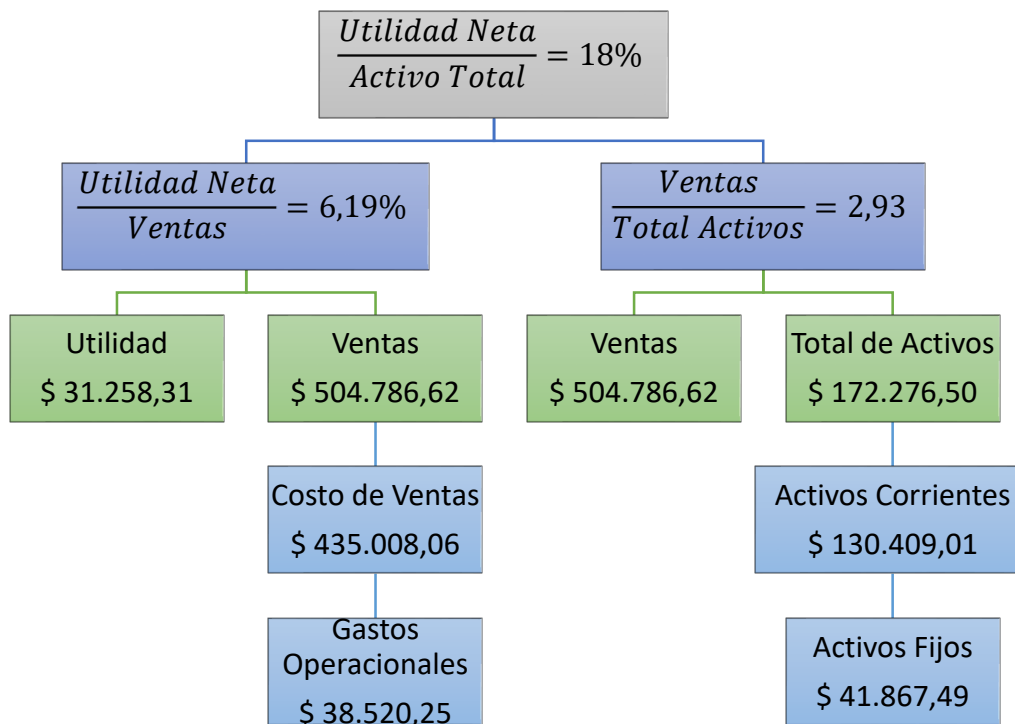 Utilidad Neta
Activo Total
= 18%
Utilidad Neta
Ventas
= 6,19%
Ventas
Total Activos
= 2,93
Utilidad
$ 31.258,31
Ventas
$ 504.786,62
Ventas
$ 504.786,62
Total de Activos
$ 172.276,50
Costo de Ventas
$ 435.008,06
Activos Corrientes
$ 130.409,01
Gastos
Operacionales
$ 38.520,25
Activos Fijos
$ 41.867,49